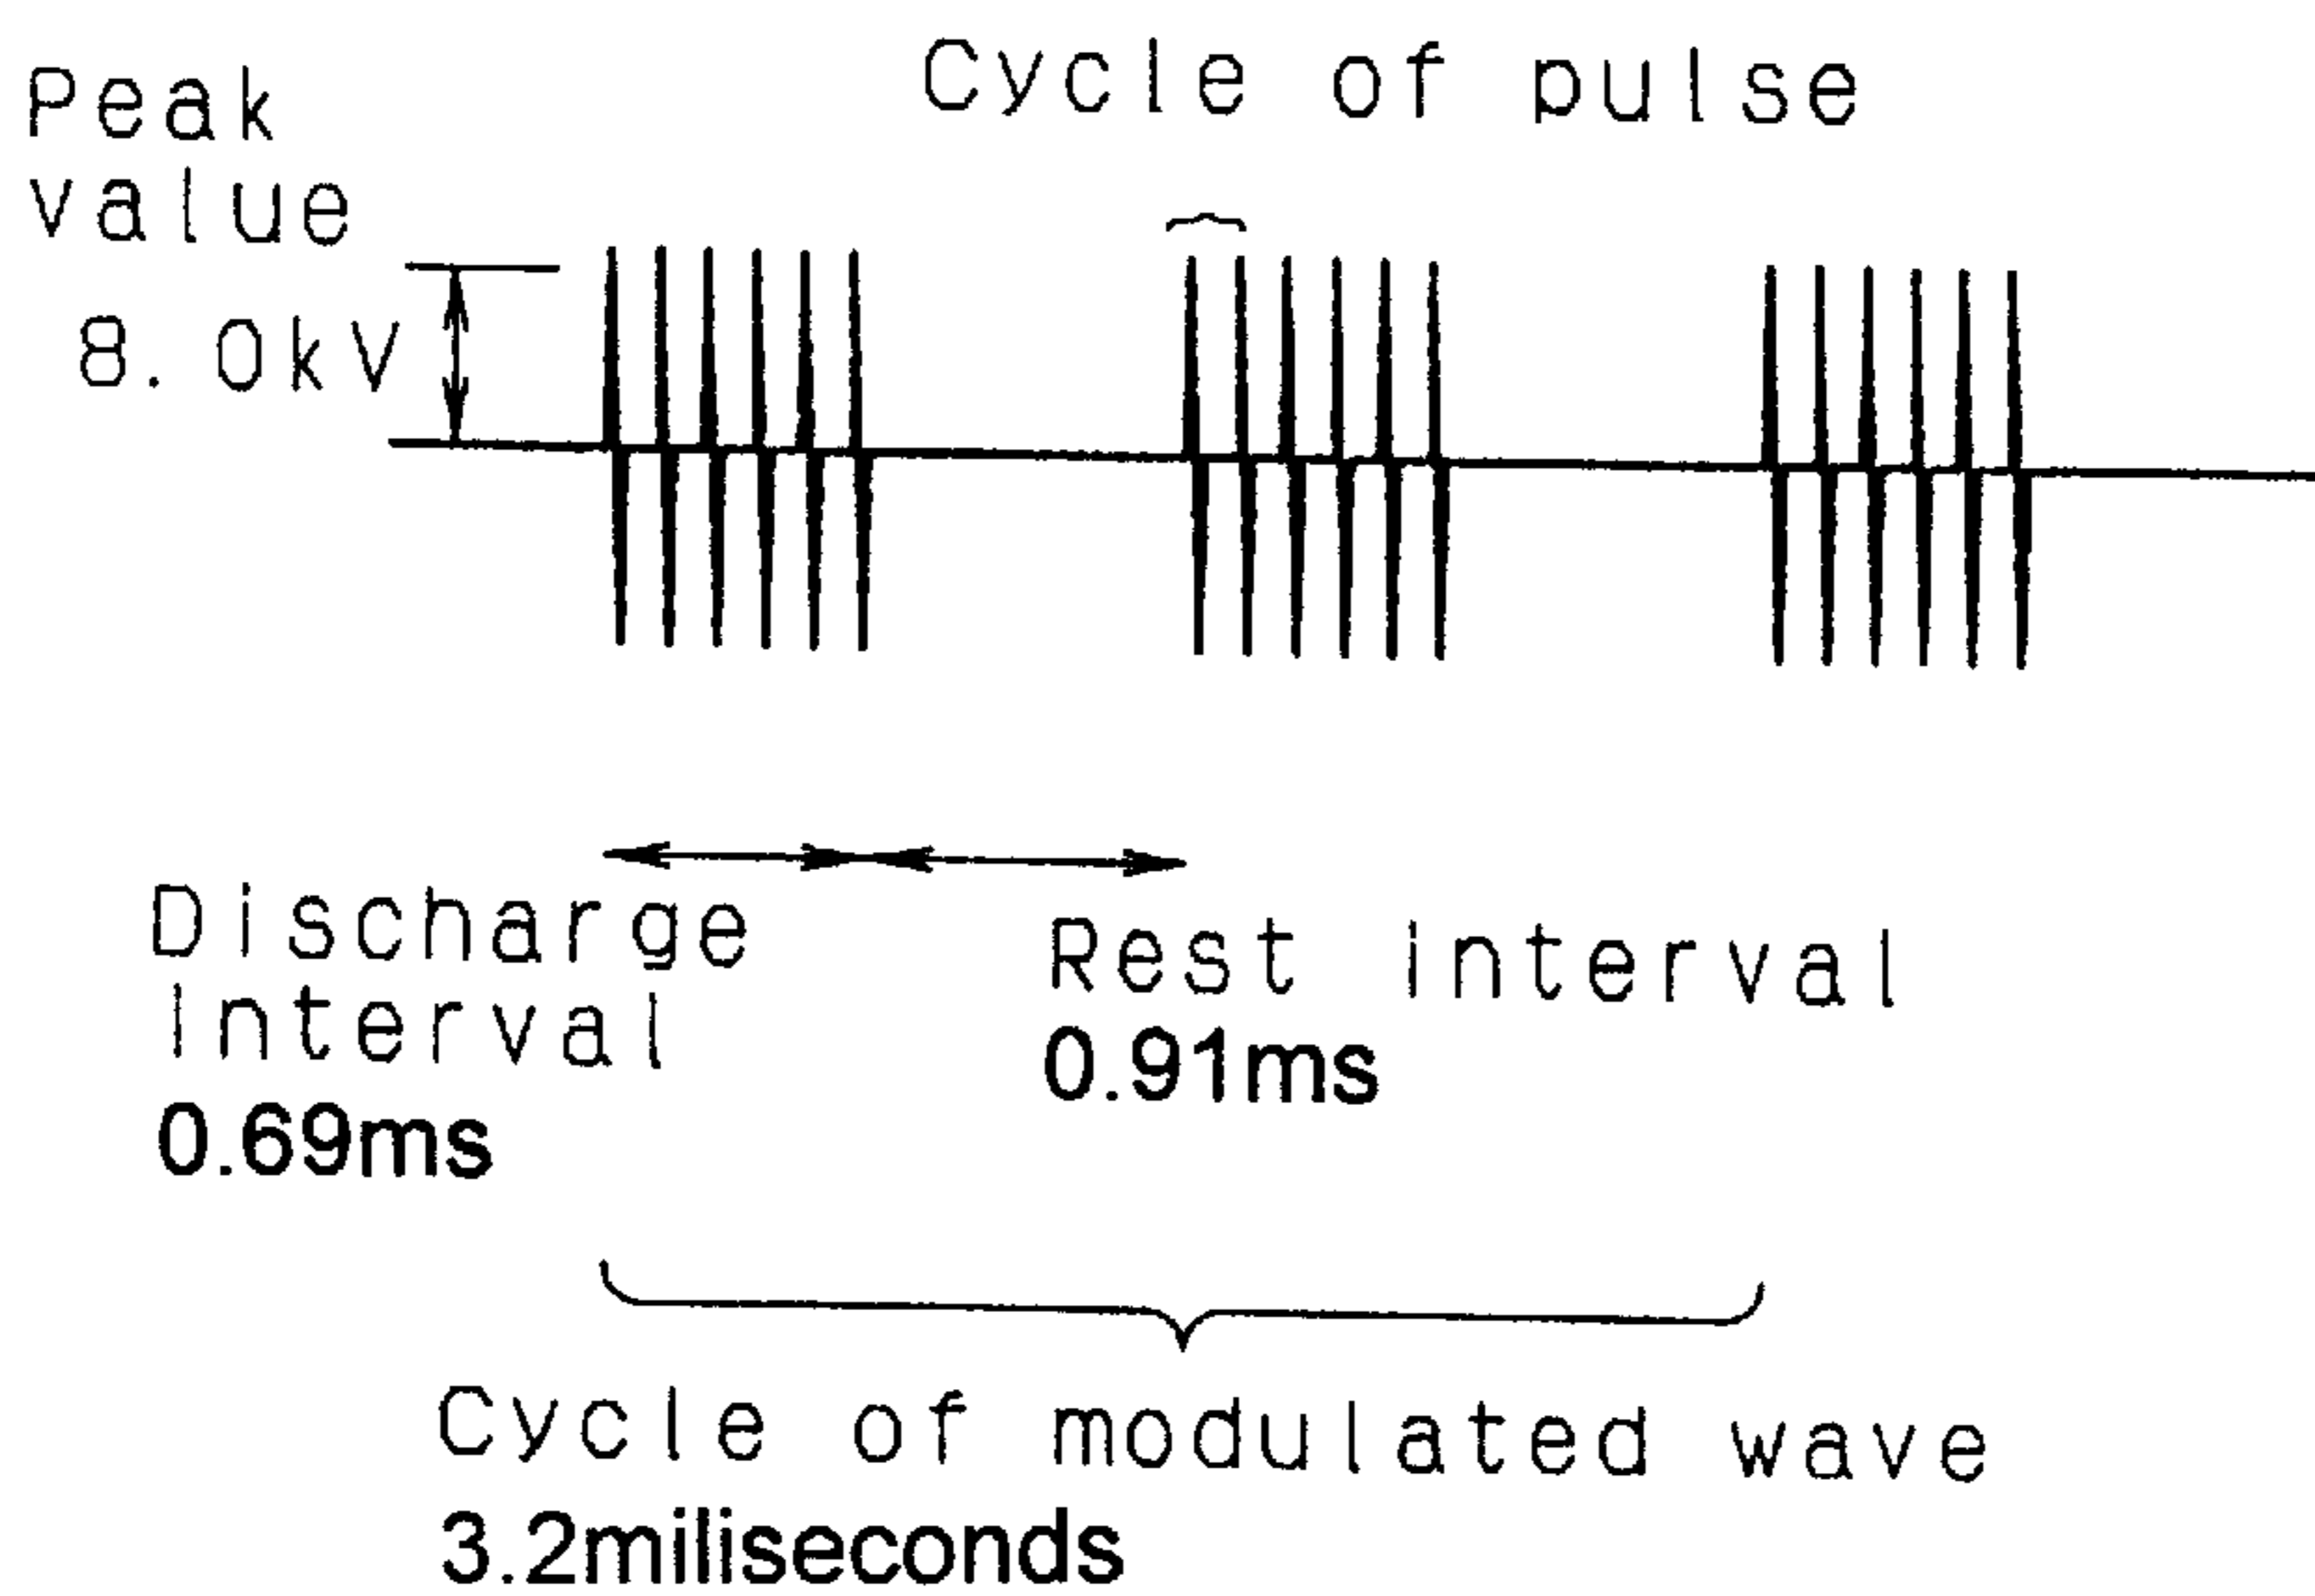 Cycle of pulse
Peak
value
8.0kV
Discharge
Interval
0.69ms
Rest interval
0.91ms
Cycle of modulated wave
3.2miliseconds